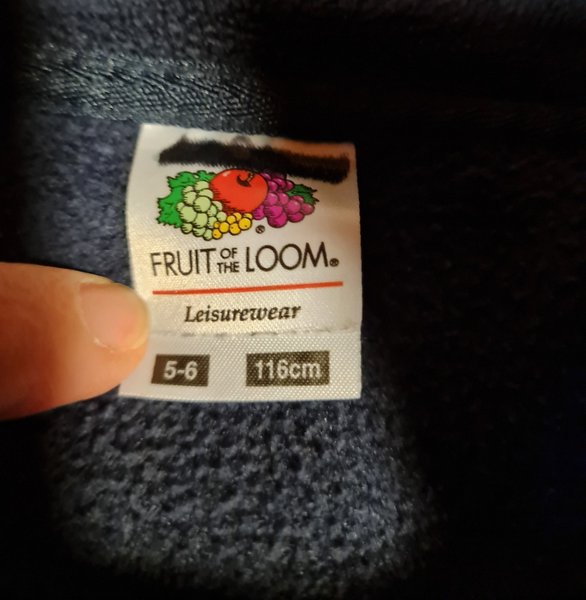 FRUIT OF THE LOOM®
Leisurewear
5-6 116cm